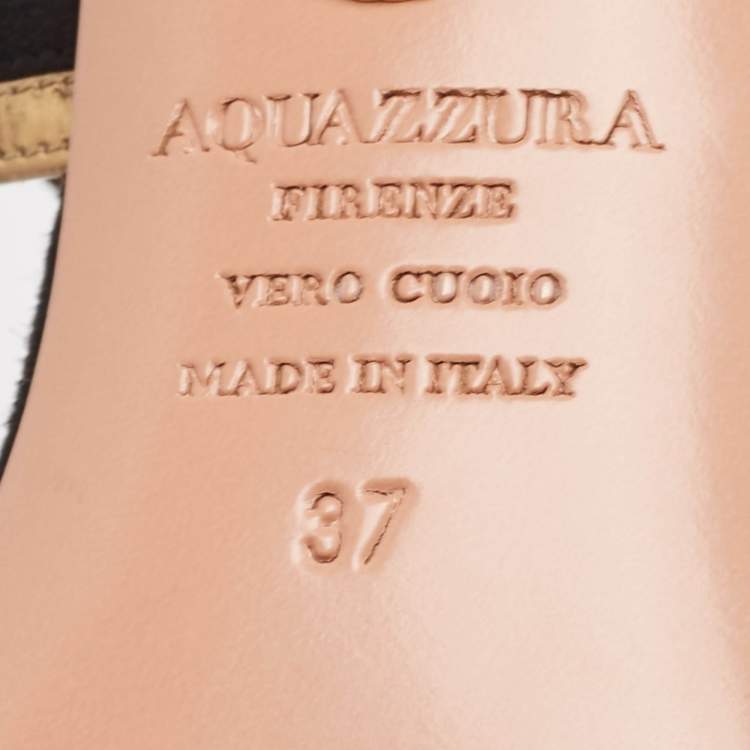 AQUAZZURA
FIRENZE
VERO CUOIO
MADE IN ITALY
37